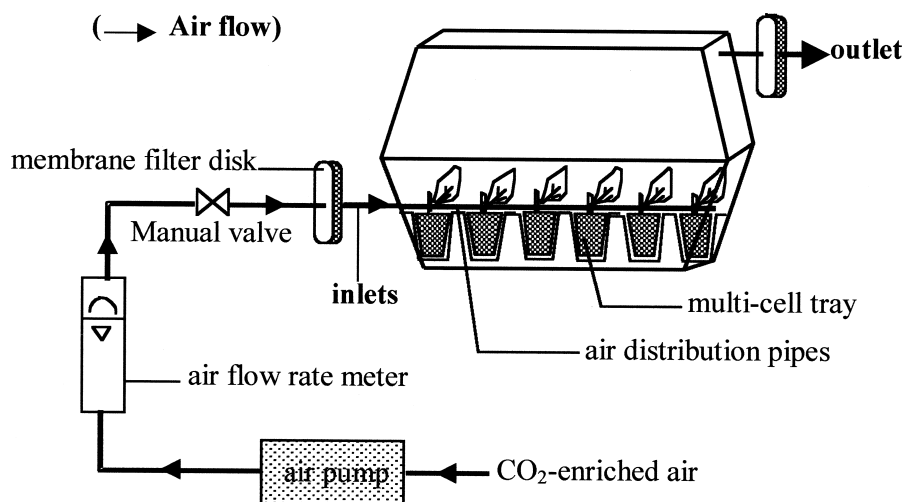 (→ Air flow)
outlet
membrane filter disk
Manual valve
inlets
multi-cell tray
air distribution pipes
air flow rate meter
air pump
CO₂-enriched air